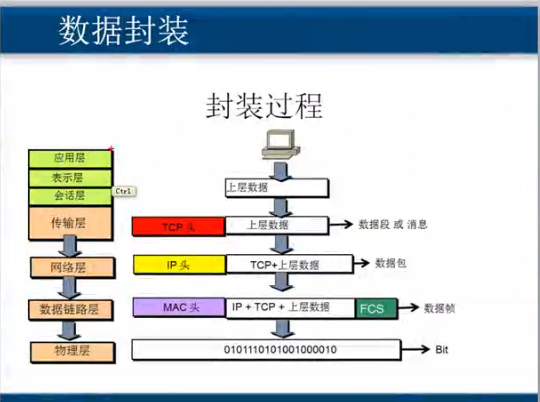 数据封装
封装过程
应用层
表示层
会话层
Ctrl
上层数据
传输层
TCP 头
上层数据
数据段 或 消息
网络层
IP 头
TCP+上层数据
数据包
数据链路层
MAC 头
IP + TCP + 上层数据
FCS
数据帧
物理层
0101110101001000010
Bit